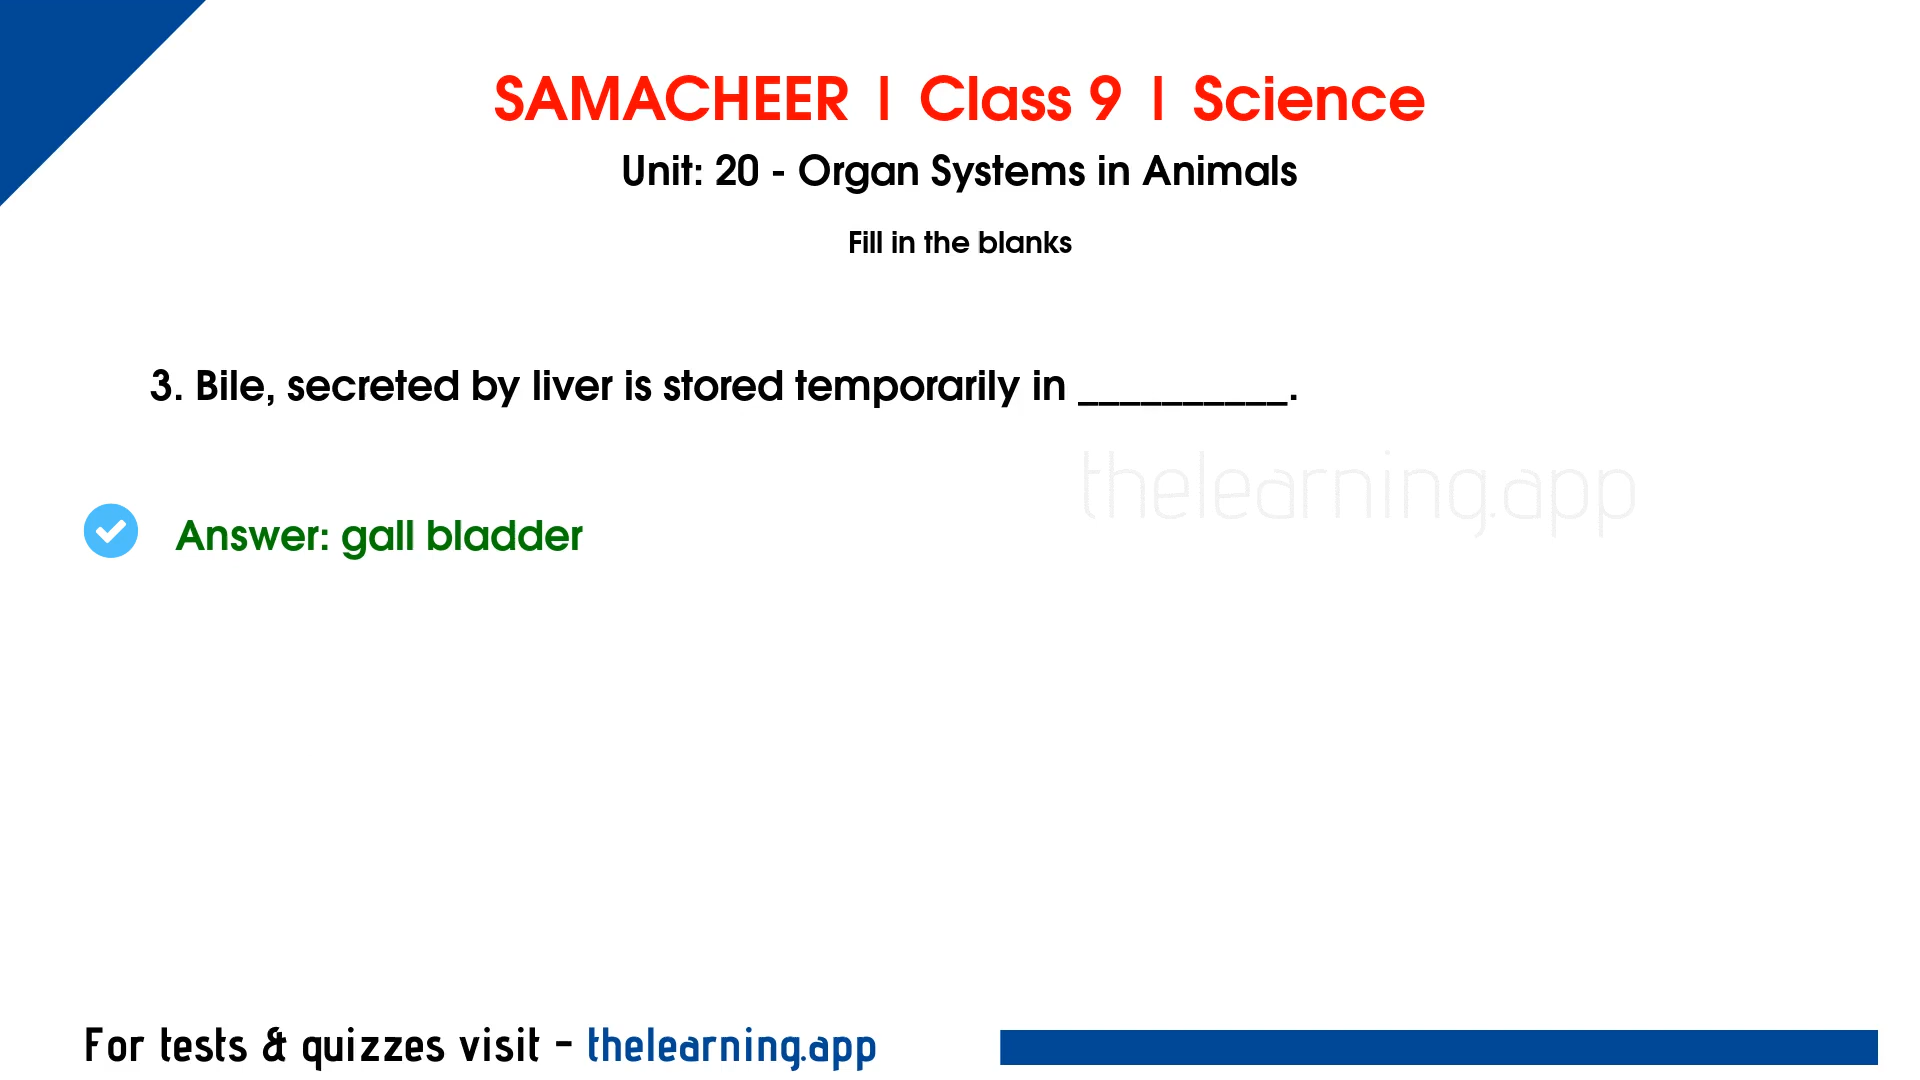 SAMACHEER | Class 9 | Science
Unit: 20 - Organ Systems in Animals
Fill in the blanks
3. Bile, secreted by liver is stored temporarily in __________.
thelearning.app
Answer: gall bladder
For tests & quizzes visit - thelearning.app